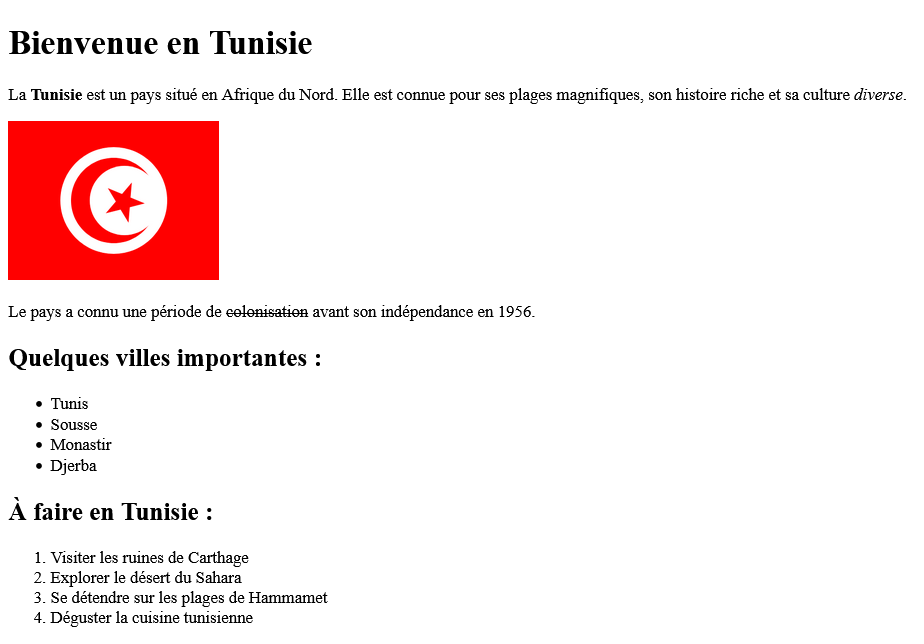 Bienvenue en Tunisie
La Tunisie est un pays situé en Afrique du Nord. Elle est connue pour ses plages magnifiques, son histoire riche et sa culture diverse.
Le pays a connu une période de colonisation avant son indépendance en 1956.
Quelques villes importantes :
• Tunis
• Sousse
• Monastir
• Djerba
À faire en Tunisie :
1. Visiter les ruines de Carthage
2. Explorer le désert du Sahara
3. Se détendre sur les plages de Hammamet
4. Déguster la cuisine tunisienne